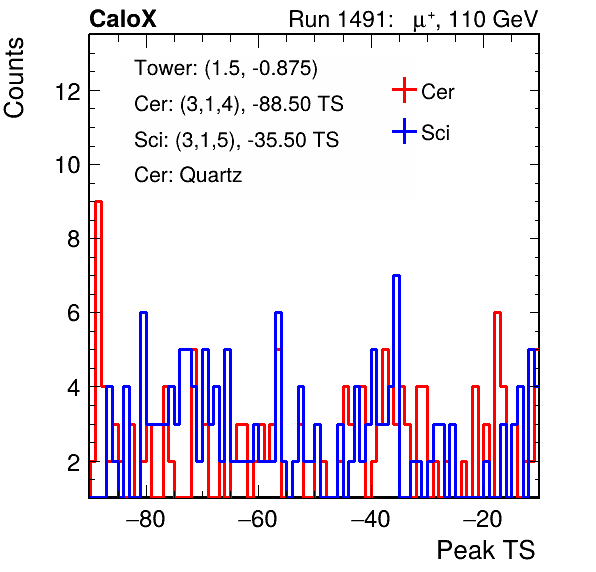 CaloX Run 1491: μ⁺, 110 GeV
Counts
Tower: (1.5, -0.875)
Cer: (3,1,4), -88.50 TS
Sci: (3,1,5), -35.50 TS
Cer: Quartz
Cer
Sci
12
10
8
6
4
2
−80 −60 −40 −20
Peak TS